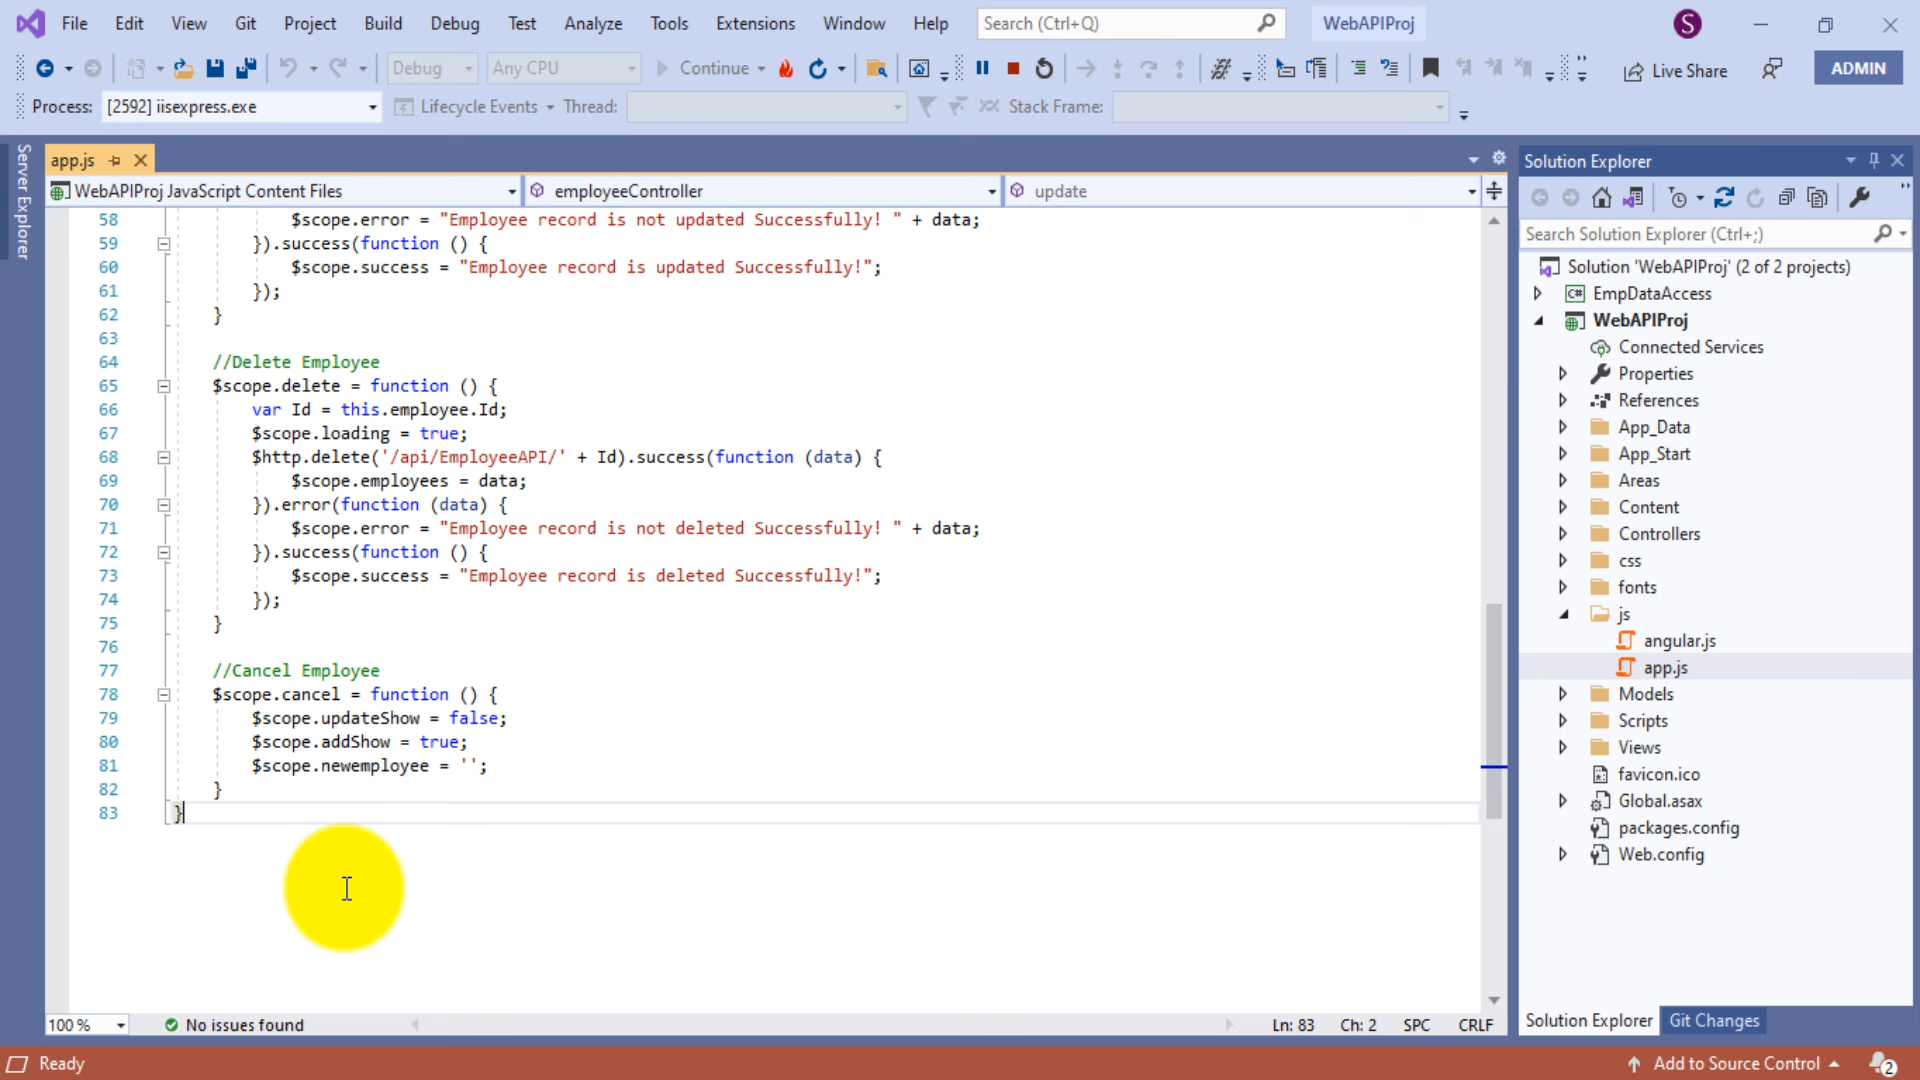 File Edit View Git Project Build Debug Test Analyze Tools Extensions Window Help Search (Ctrl+Q) WebAPIProj S
Debug Any CPU Continue Live Share ADMIN
Process: [2592] iisexpress.exe Lifecycle Events Thread: Stack Frame:
Server Explorer
app.js
WebAPIProj JavaScript Content Files employeeController update
58 $scope.error = "Employee record is not updated Successfully! " + data;
59 }).success(function () {
60 $scope.success = "Employee record is updated Successfully!";
61 });
62 }
63
64 //Delete Employee
65 $scope.delete = function () {
66 var Id = this.employee.Id;
67 $scope.loading = true;
68 $http.delete('/api/EmployeeAPI/' + Id).success(function (data) {
69 $scope.employees = data;
70 }).error(function (data) {
71 $scope.error = "Employee record is not deleted Successfully! " + data;
72 }).success(function () {
73 $scope.success = "Employee record is deleted Successfully!";
74 });
75 }
76
77 //Cancel Employee
78 $scope.cancel = function () {
79 $scope.updateShow = false;
80 $scope.addShow = true;
81 $scope.newemployee = '';
82 }
83 }
100 % No issues found Ln: 83 Ch: 2 SPC CRLF
Solution Explorer
Search Solution Explorer (Ctrl+;)
Solution 'WebAPIProj' (2 of 2 projects)
C# EmpDataAccess
WebAPIProj
Connected Services
Properties
References
App_Data
App_Start
Areas
Content
Controllers
css
fonts
js
angular.js
app.js
Models
Scripts
Views
favicon.ico
Global.asax
packages.config
Web.config
Solution Explorer Git Changes
Ready Add to Source Control 2